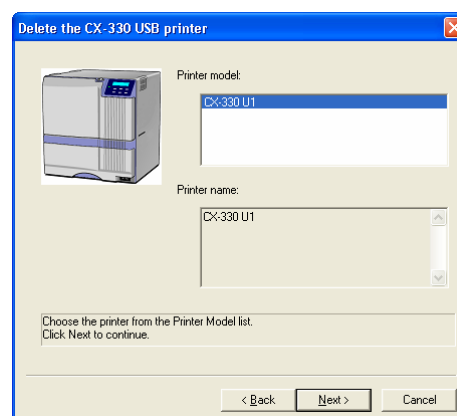 Delete the CX-330 USB printer
Printer model:
CX-330 U1
Printer name:
CX-330 U1
Choose the printer from the Printer Model list.
Click Next to continue.
< Back
Next >
Cancel